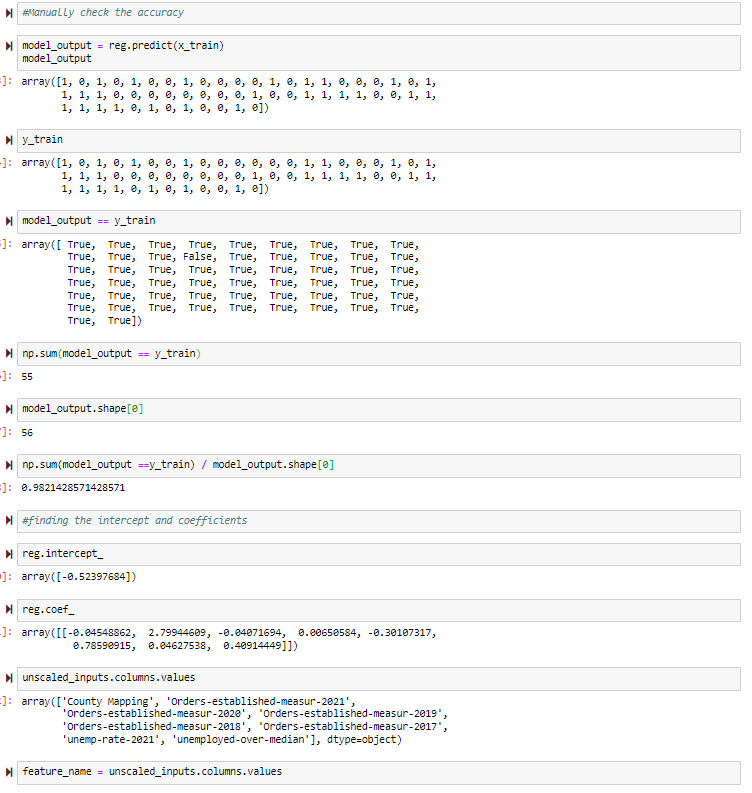 #Manually check the accuracy
model_output = reg.predict(x_train)
model_output
]: array([1, 0, 1, 0, 1, 0, 0, 1, 0, 0, 0, 0, 1, 0, 1, 1, 0, 0, 0, 1, 0, 1,
1, 1, 1, 0, 0, 0, 0, 0, 0, 0, 0, 1, 0, 0, 1, 1, 1, 1, 0, 0, 1, 1,
1, 1, 1, 1, 0, 1, 0, 1, 0, 0, 1, 0])
y_train
]: array([1, 0, 1, 0, 1, 0, 0, 1, 0, 0, 0, 0, 0, 0, 1, 1, 0, 0, 0, 1, 0, 1,
1, 1, 1, 0, 0, 0, 0, 0, 0, 0, 0, 1, 0, 0, 1, 1, 1, 1, 0, 0, 1, 1,
1, 1, 1, 1, 0, 1, 0, 1, 0, 0, 1, 0])
model_output == y_train
]: array([ True, True, True, True, True, True, True, True, True,
True, True, True, False, True, True, True, True, True,
True, True, True, True, True, True, True, True, True,
True, True, True, True, True, True, True, True, True,
True, True, True, True, True, True, True, True, True,
True, True, True, True, True, True, True, True, True,
True, True])
np.sum(model_output == y_train)
]: 55
model_output.shape[0]
]: 56
np.sum(model_output ==y_train) / model_output.shape[0]
]: 0.9821428571428571
#finding the intercept and coefficients
reg.intercept_
]: array([-0.52397684])
reg.coef_
]: array([[-0.04548862, 2.79944609, -0.04071694, 0.00650584, -0.30107317,
0.78590915, 0.04627538, 0.40914449]])
unscaled_inputs.columns.values
]: array(['County Mapping', 'Orders-established-measur-2021',
'Orders-established-measur-2020', 'Orders-established-measur-2019',
'Orders-established-measur-2018', 'Orders-established-measur-2017',
'unemp-rate-2021', 'unemployed-over-median'], dtype=object)
feature_name = unscaled_inputs.columns.values